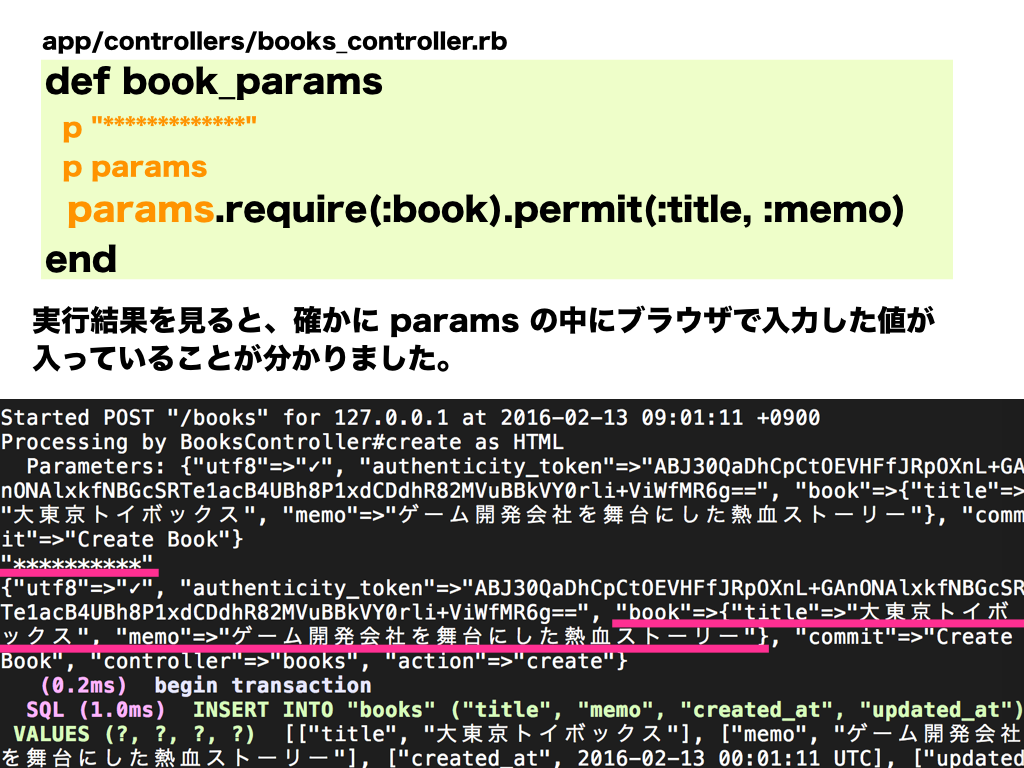 app/controllers/books_controller.rb
def book_params
p "*************"
p params
params.require(:book).permit(:title, :memo)
end
実行結果を見ると、確かに params の中にブラウザで入力した値が
入っていることが分かりました。
Started POST "/books" for 127.0.0.1 at 2016-02-13 09:01:11 +0900
Processing by BooksController#create as HTML
Parameters: {"utf8"=>"✓", "authenticity_token"=>"ABJ30QaDhCpCtOEVHFfJRpOXnL+GA
nONAlxkfNBGcSRTe1acB4UBh8P1xdCDdhR82MVuBBkVY0rli+ViWfMR6g==", "book"=>{"title"=>
"大東京トイボックス", "memo"=>"ゲーム開発会社を舞台にした熱血ストーリー"}, "comm
it"=>"Create Book"}
"**********"
{"utf8"=>"✓", "authenticity_token"=>"ABJ30QaDhCpCtOEVHFfJRpOXnL+GAnONAlxkfNBGcSR
Te1acB4UBh8P1xdCDdhR82MVuBBkVY0rli+ViWfMR6g==", "book"=>{"title"=>"大東京トイボ
ックス", "memo"=>"ゲーム開発会社を舞台にした熱血ストーリー"}, "commit"=>"Create
Book", "controller"=>"books", "action"=>"create"}
(0.2ms) begin transaction
SQL (1.0ms) INSERT INTO "books" ("title", "memo", "created_at", "updated_at")
VALUES (?, ?, ?, ?) [["title", "大東京トイボックス"], ["memo", "ゲーム開発会社
を舞台にした熱血ストーリー"], ["created_at", 2016-02-13 00:01:11 UTC], ["updated